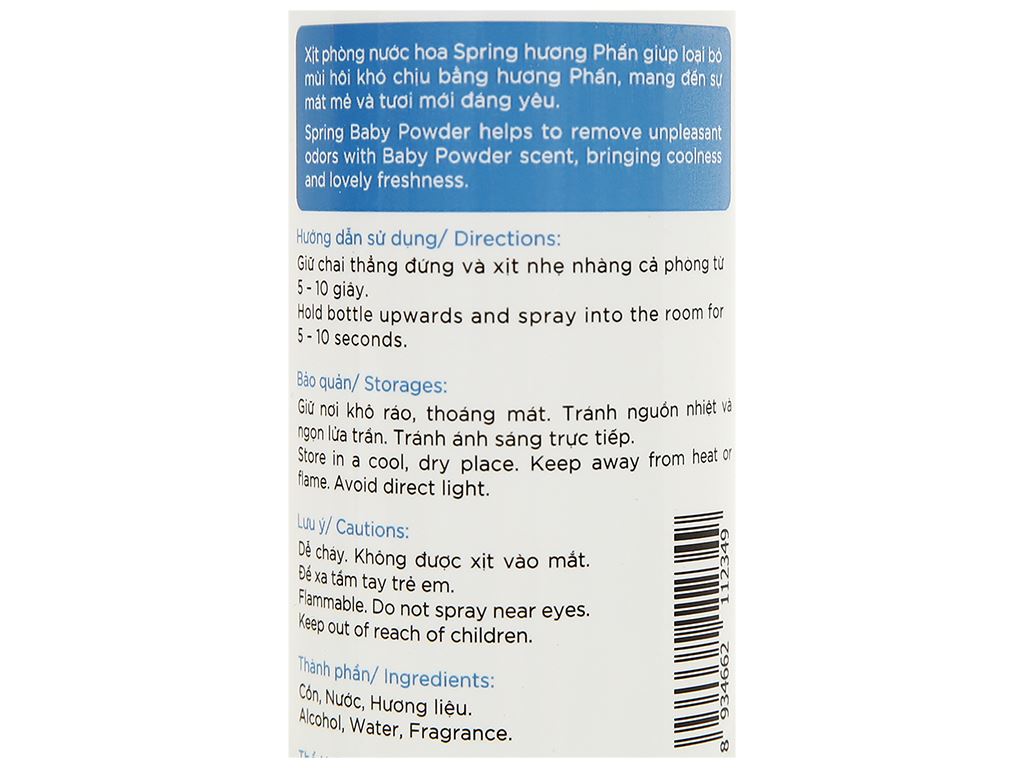 Xịt phòng nước hoa Spring hương Phấn giúp loại bỏ
mùi hôi khó chịu bằng hương Phấn, mang đến sự
mát mẻ và tươi mới đáng yêu.
Spring Baby Powder helps to remove unpleasant
odors with Baby Powder scent, bringing coolness
and lovely freshness.
Hướng dẫn sử dụng/ Directions:
Giữ chai thẳng đứng và xịt nhẹ nhàng cả phòng từ
5 - 10 giây.
Hold bottle upwards and spray into the room for
5 - 10 seconds.
Bảo quản/ Storages:
Giữ nơi khô ráo, thoáng mát. Tránh nguồn nhiệt và
ngọn lửa trần. Tránh ánh sáng trực tiếp.
Store in a cool, dry place. Keep away from heat or
flame. Avoid direct light.
Lưu ý/ Cautions:
Dễ cháy. Không được xịt vào mắt.
Để xa tầm tay trẻ em.
Flammable. Do not spray near eyes.
Keep out of reach of children.
Thành phần/ Ingredients:
Cồn, Nước, Hương liệu.
Alcohol, Water, Fragrance.
8 934662 112349